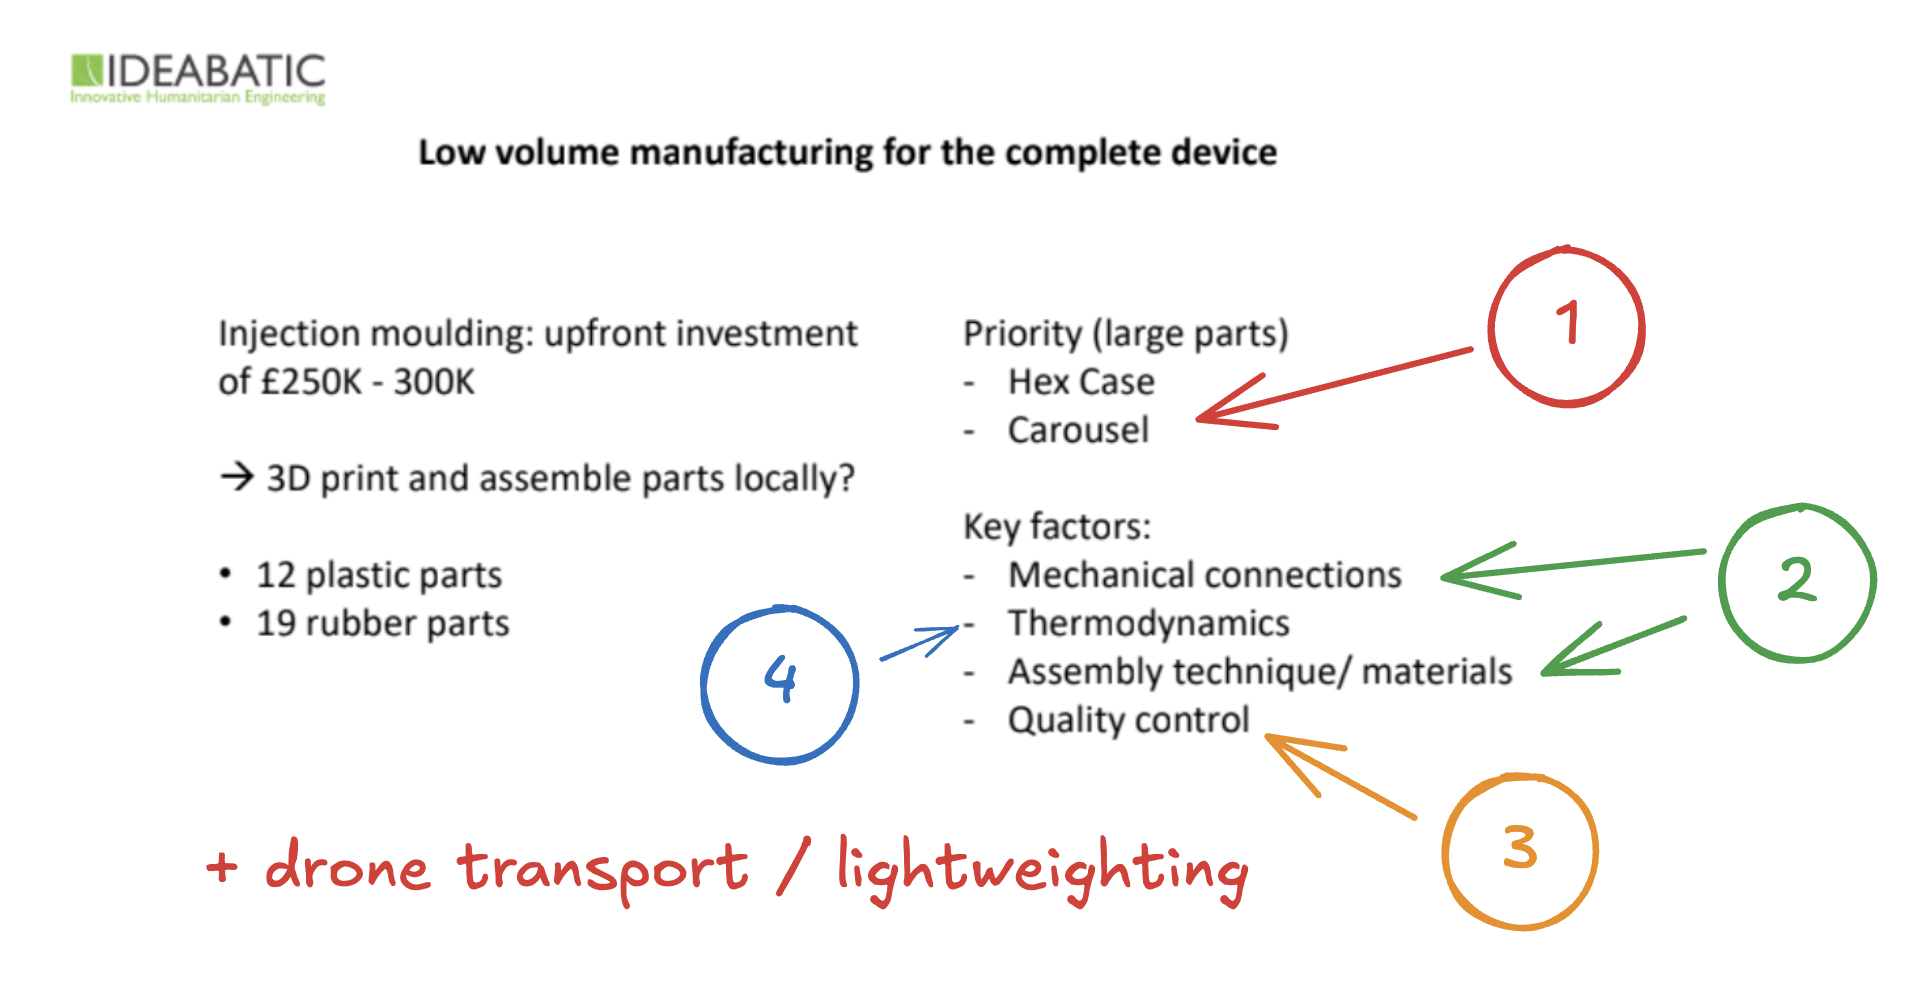 IDEABATIC
Innovative Humanitarian Engineering
Low volume manufacturing for the complete device
Injection moulding: upfront investment
of £250K - 300K
→ 3D print and assemble parts locally?
• 12 plastic parts
• 19 rubber parts
Priority (large parts)
- Hex Case
- Carousel
Key factors:
- Mechanical connections
- Thermodynamics
- Assembly technique/ materials
- Quality control
1
2
3
4
+ drone transport / lightweighting